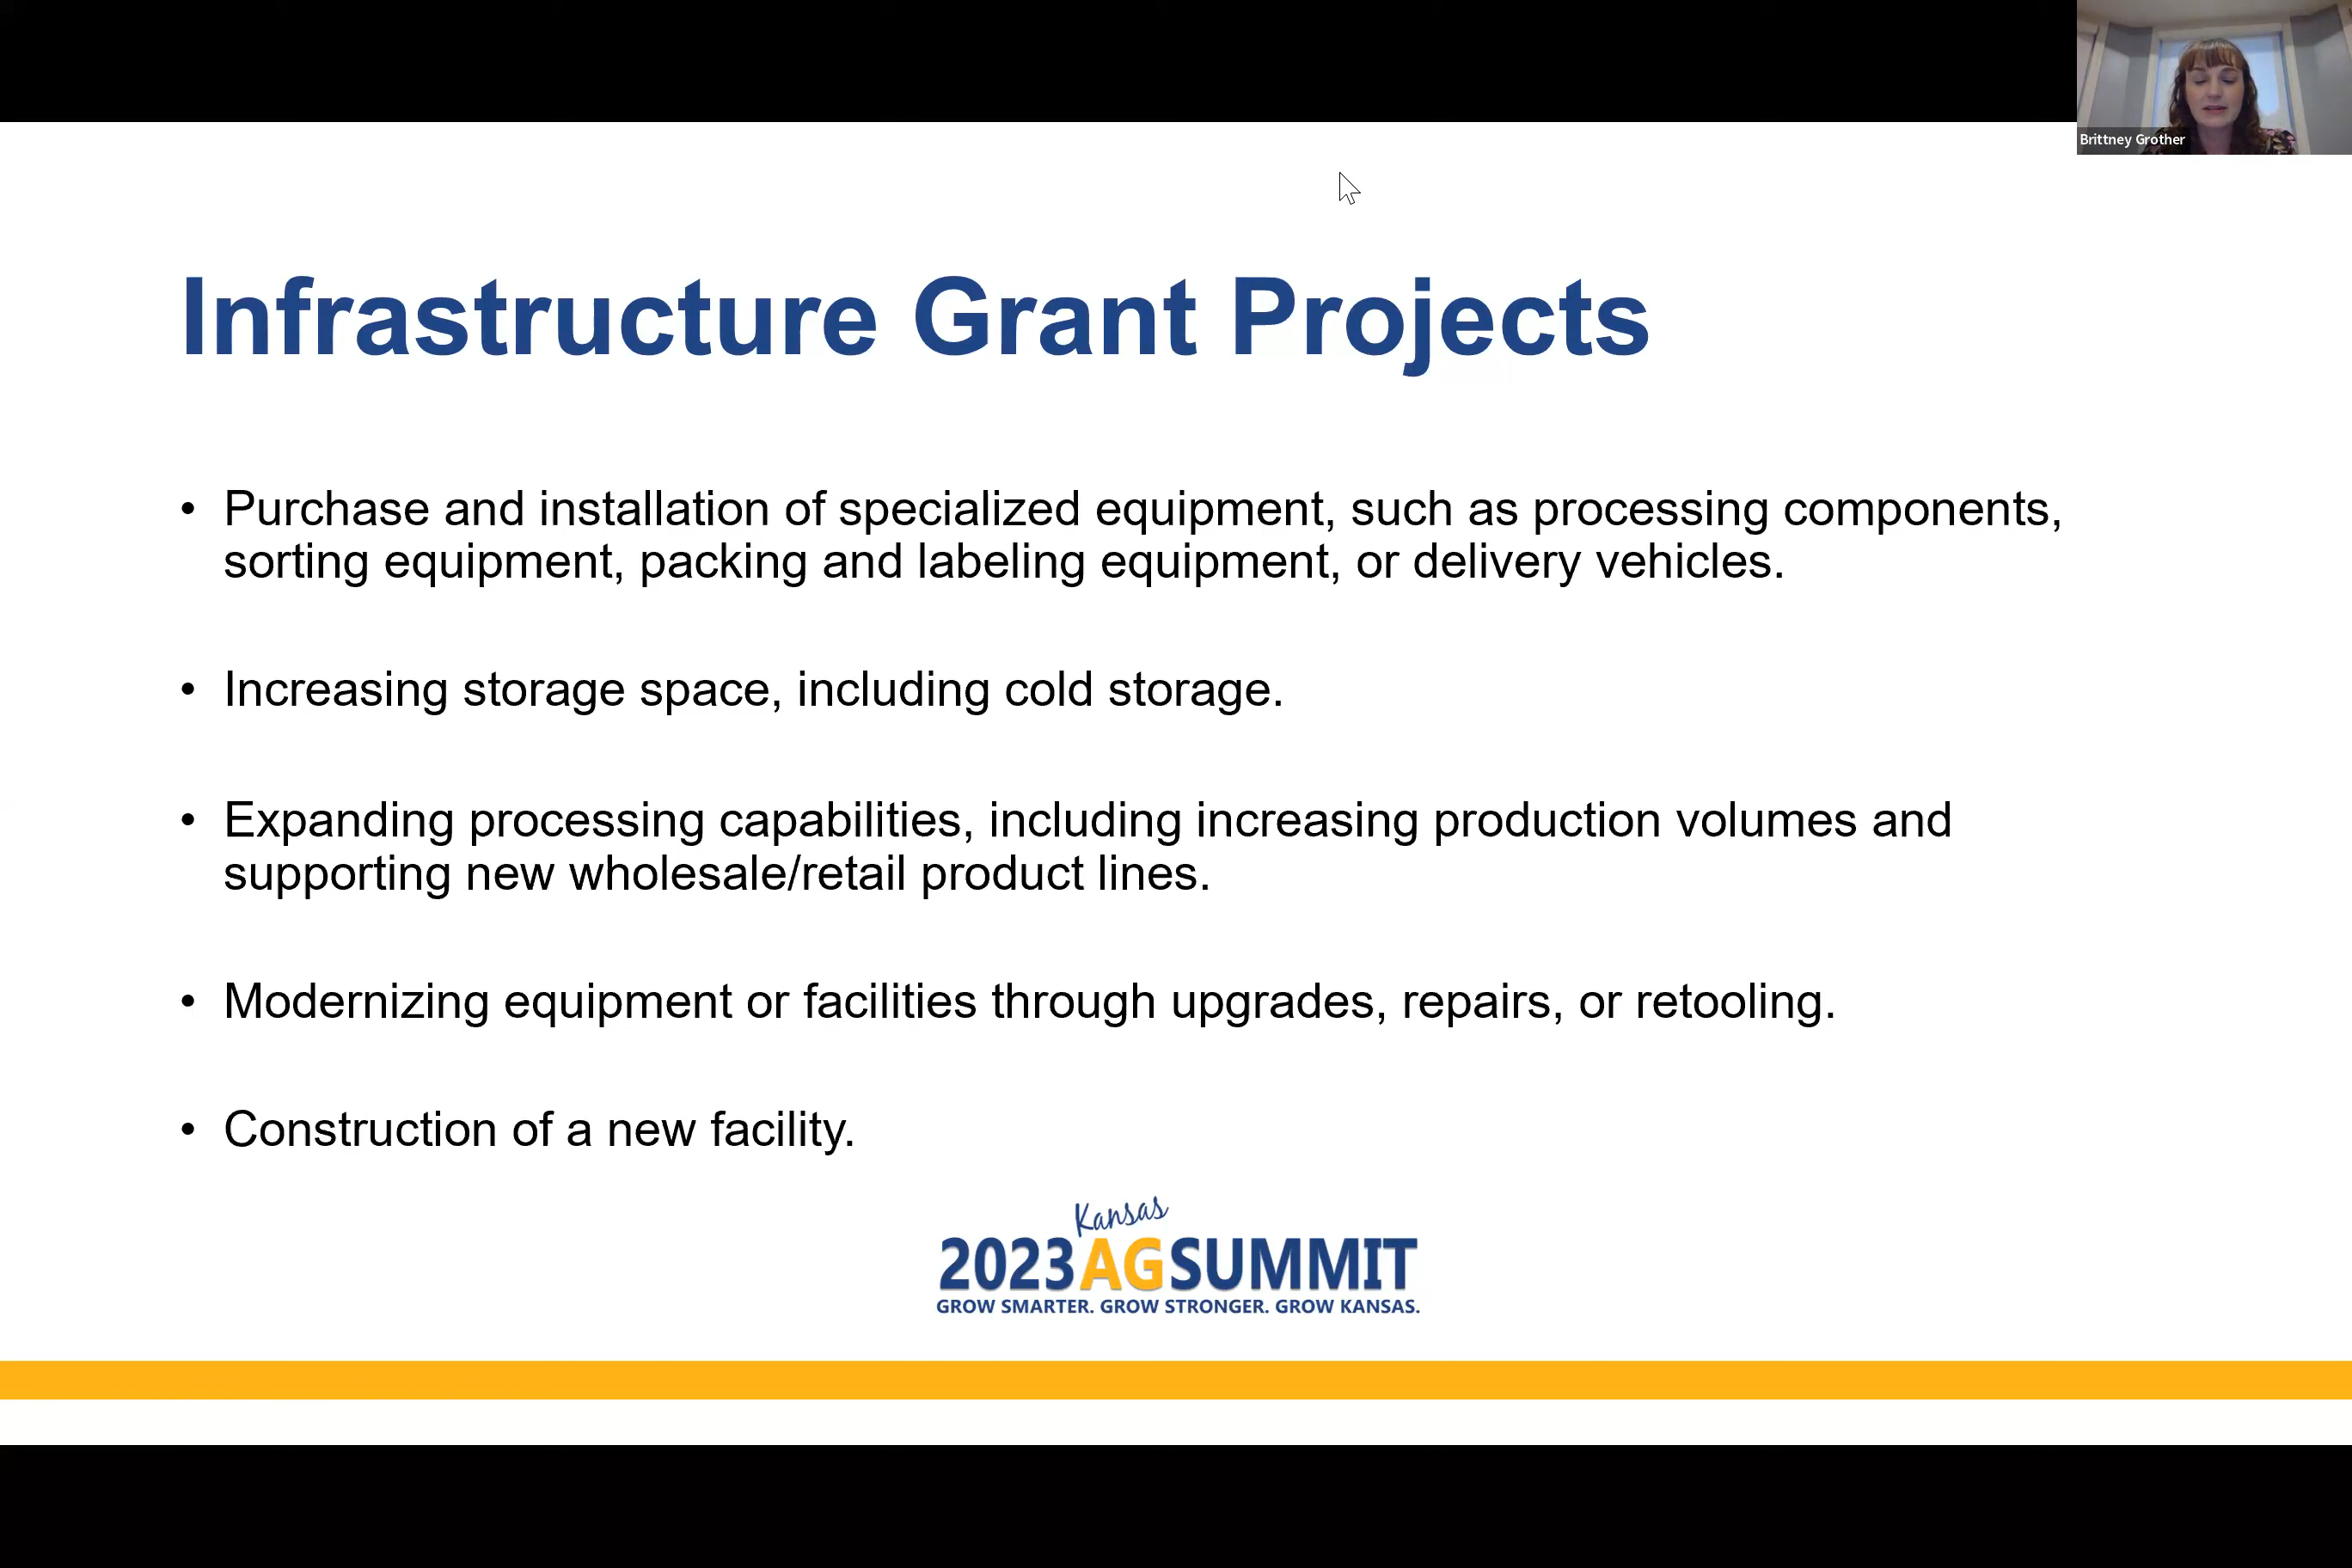 Brittney Grother
Infrastructure Grant Projects
• Purchase and installation of specialized equipment, such as processing components,
sorting equipment, packing and labeling equipment, or delivery vehicles.
• Increasing storage space, including cold storage.
• Expanding processing capabilities, including increasing production volumes and
supporting new wholesale/retail product lines.
• Modernizing equipment or facilities through upgrades, repairs, or retooling.
• Construction of a new facility.
Kansas
2023 AG SUMMIT
GROW SMARTER. GROW STRONGER. GROW KANSAS.